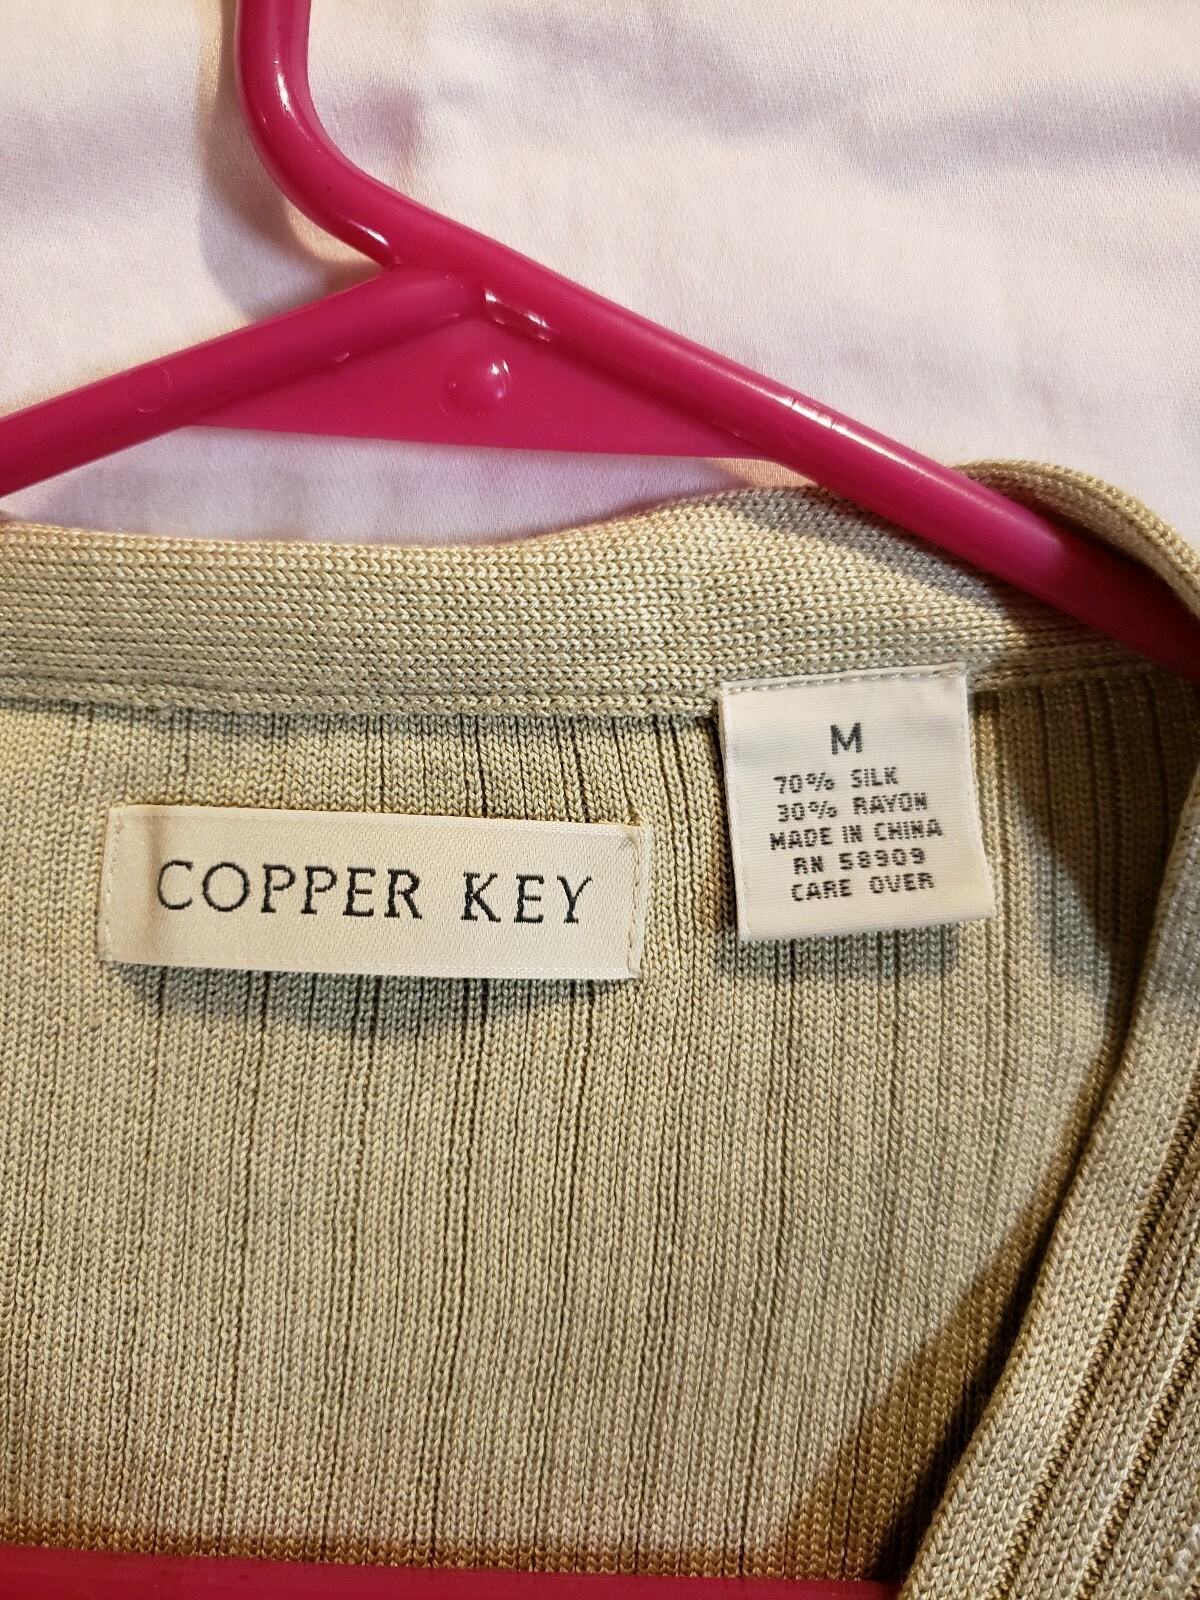 COPPER KEY
M
70% SILK
30% RAYON
MADE IN CHINA
RN 58909
CARE OVER